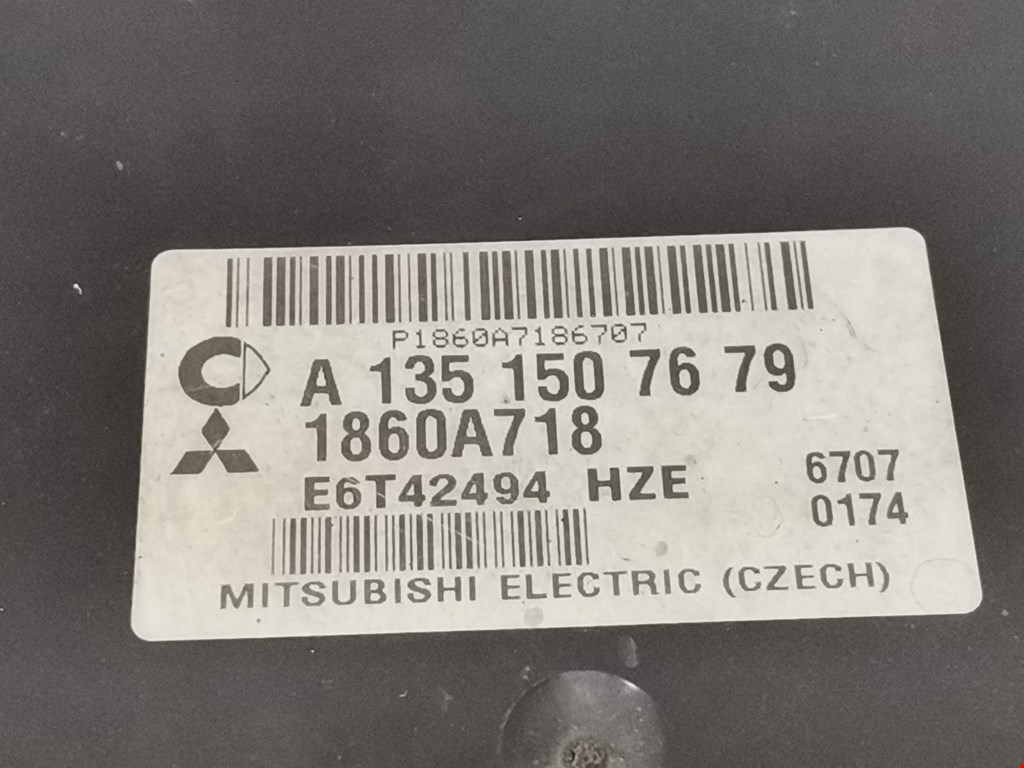 P1860A7186707
A 135 150 76 79
1860A718
E6T42494 HZE
6707
0174
MITSUBISHI ELECTRIC (CZECH)